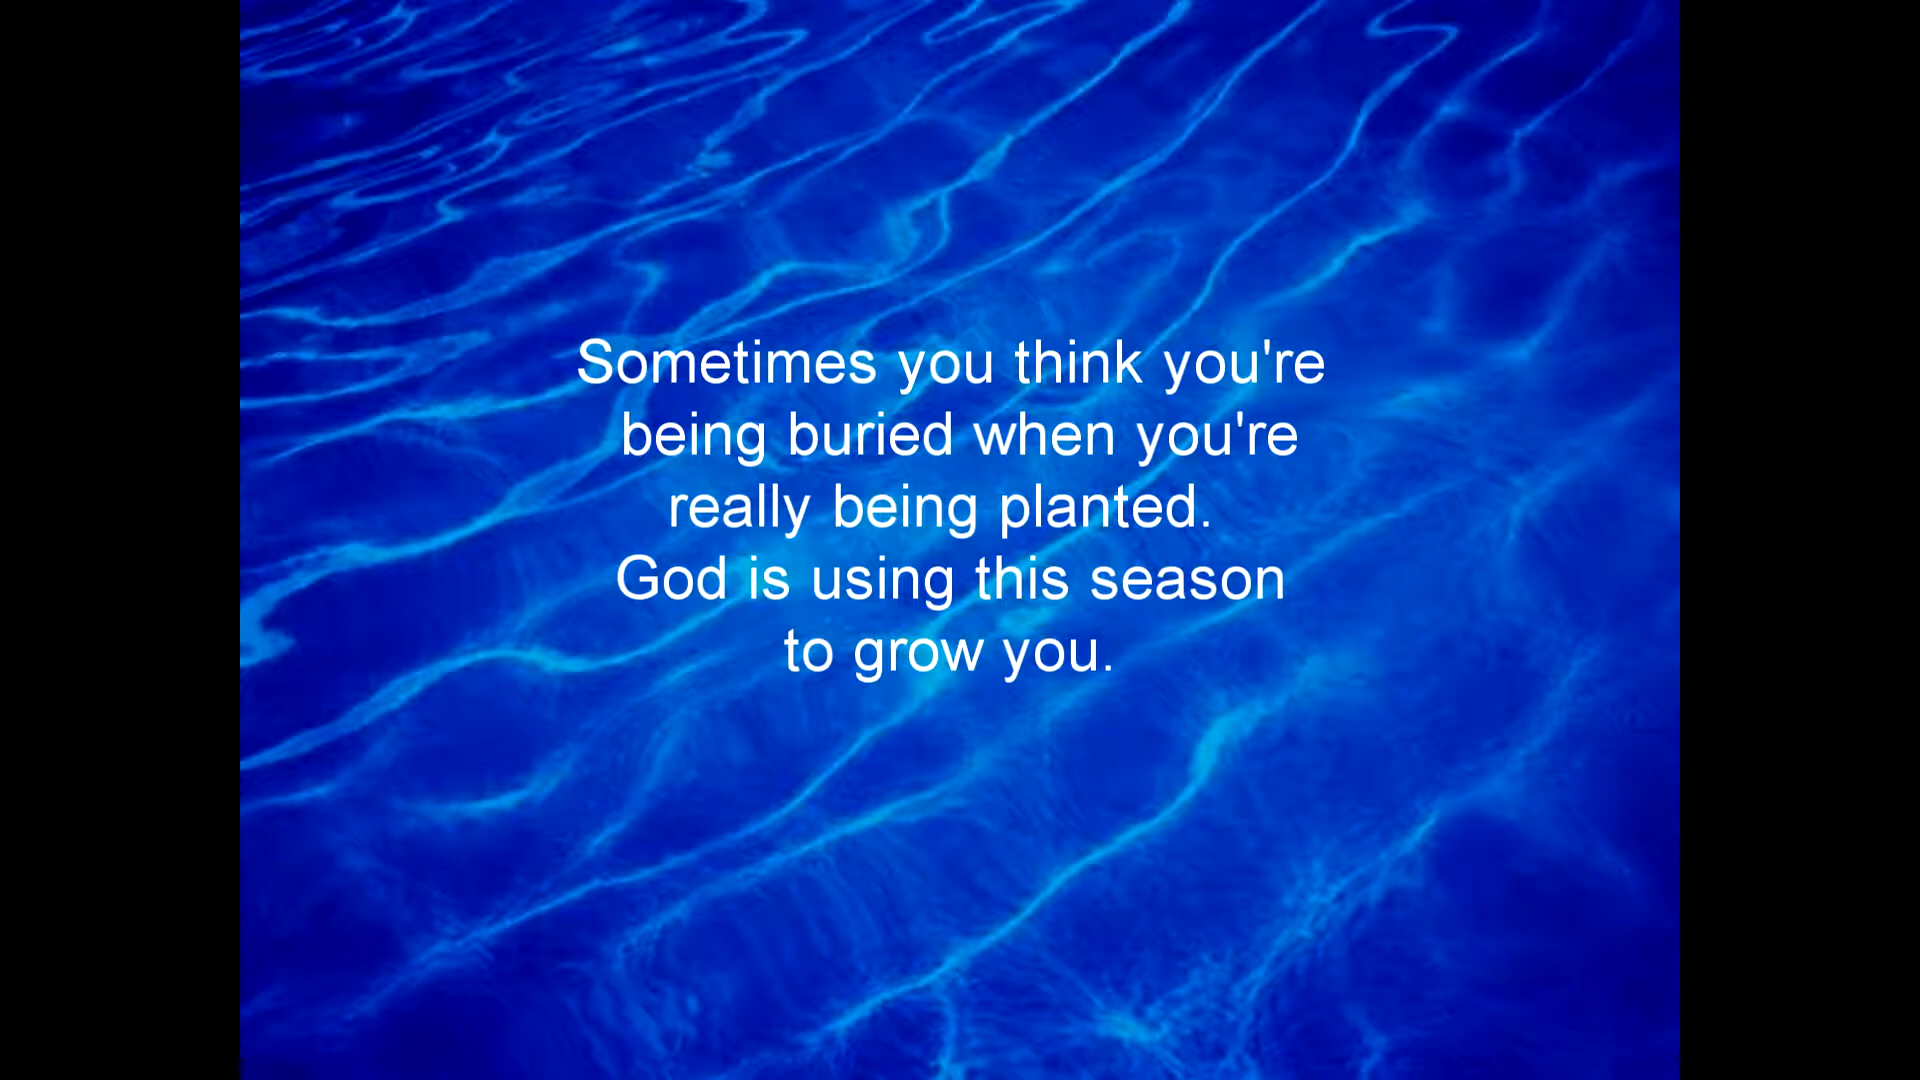 Sometimes you think you're
being buried when you're
really being planted.
God is using this season
to grow you.